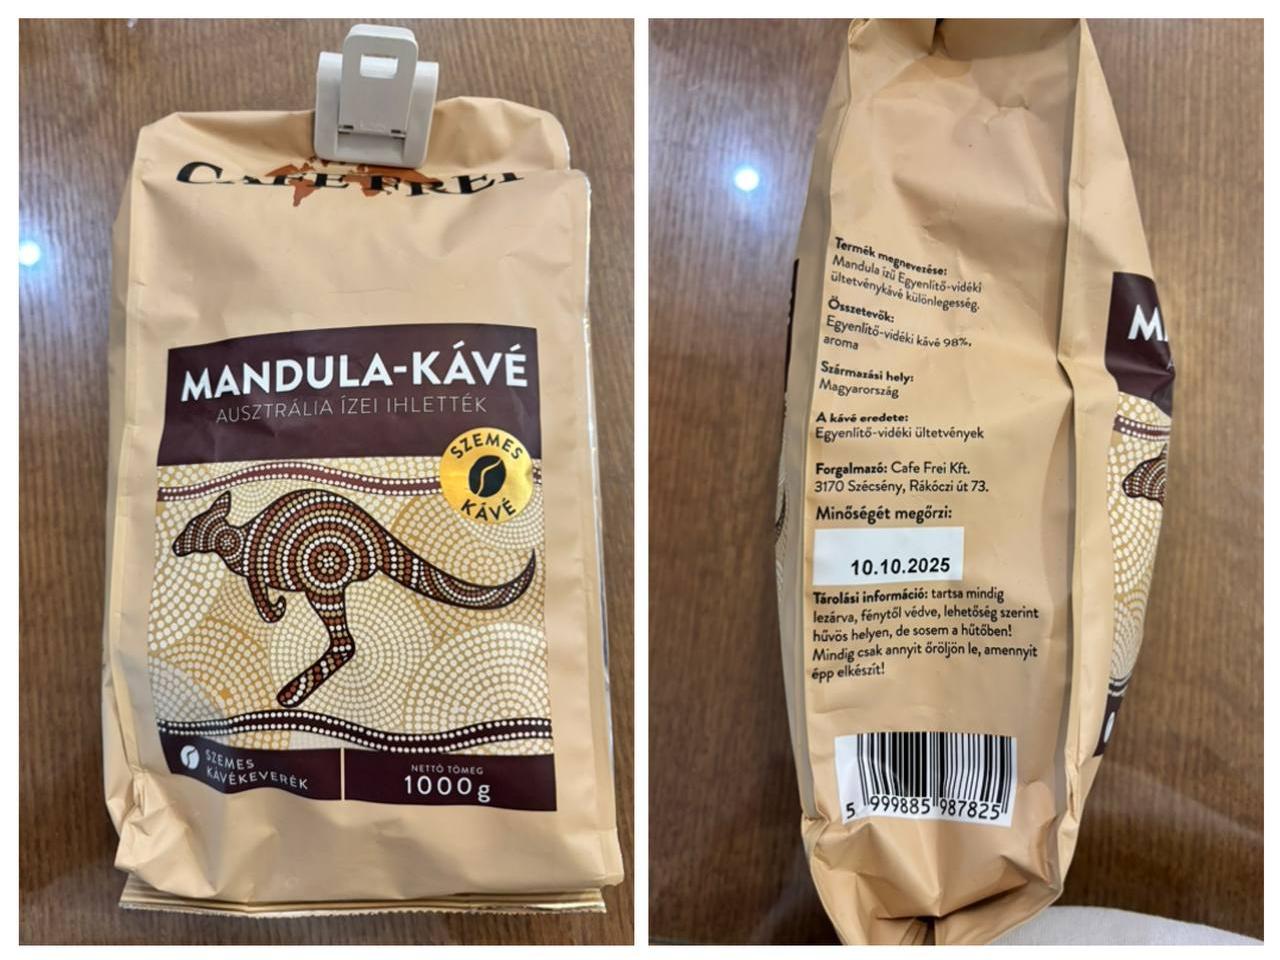 CAFE FREI
MANDULA-KÁVÉ
AUSZTRÁLIA ÍZEI IHLETTÉK
SZEMES
KÁVÉ
SZEMES
KÁVÉKEVERÉK
NETTÓ TÖMEG
1000g
Termék megnevezése:
Mandula ízű Egyenlítő-vidéki
ültetvénykávé különlegesség.
Összetevők:
Egyenlítő-vidéki kávé 98%,
aroma
Származási hely:
Magyarország
A kávé eredete:
Egyenlítő-vidéki ültetvények
Forgalmazó: Cafe Frei Kft.
3170 Szécsény, Rákóczi út 73.
Minőségét megőrzi:
10.10.2025
Tárolási információ: tartsa mindig
lezárva, fénytől védve, lehetőség szerint
hűvös helyen, de sosem a hűtőben!
Mindig csak annyit őröljön le, amennyit
épp elkészít!
5 999885 987825
MA